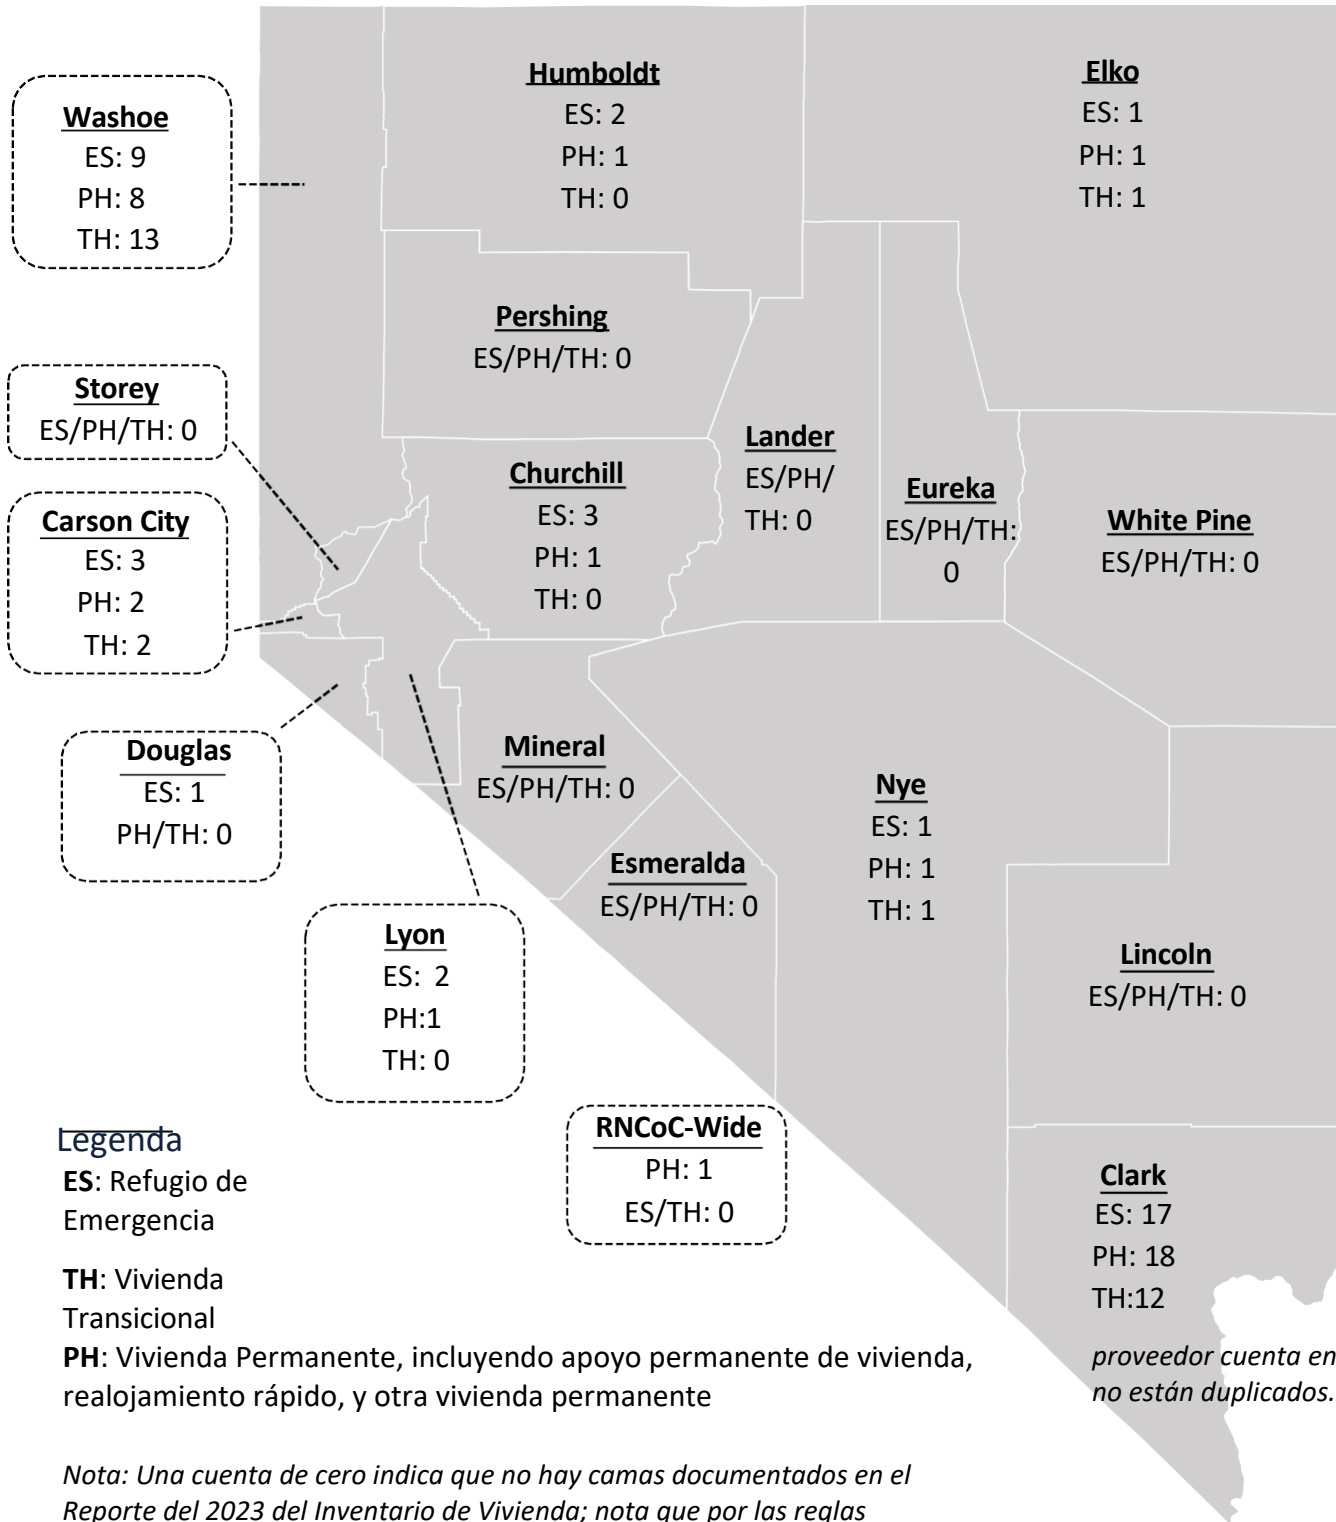 Humboldt
ES: 2
PH: 1
TH: 0
Elko
ES: 1
PH: 1
TH: 1
Washoe
ES: 9
PH: 8
TH: 13
Pershing
ES/PH/TH: 0
Storey
ES/PH/TH: 0
Lander
ES/PH/
TH: 0
Churchill
ES: 3
PH: 1
TH: 0
Eureka
ES/PH/TH:
0
White Pine
ES/PH/TH: 0
Carson City
ES: 3
PH: 2
TH: 2
Douglas
ES: 1
PH/TH: 0
Mineral
ES/PH/TH: 0
Nye
ES: 1
PH: 1
TH: 1
Esmeralda
ES/PH/TH: 0
Lyon
ES: 2
PH:1
TH: 0
Lincoln
ES/PH/TH: 0
RNCoC-Wide
PH: 1
ES/TH: 0
Clark
ES: 17
PH: 18
TH:12
Legenda
ES: Refugio de
Emergencia
TH: Vivienda
Transicional
PH: Vivienda Permanente, incluyendo apoyo permanente de vivienda,
realojamiento rápido, y otra vivienda permanente
proveedor cuenta en
no están duplicados.
Nota: Una cuenta de cero indica que no hay camas documentados en el
Reporte del 2023 del Inventario de Vivienda; nota que por las reglas